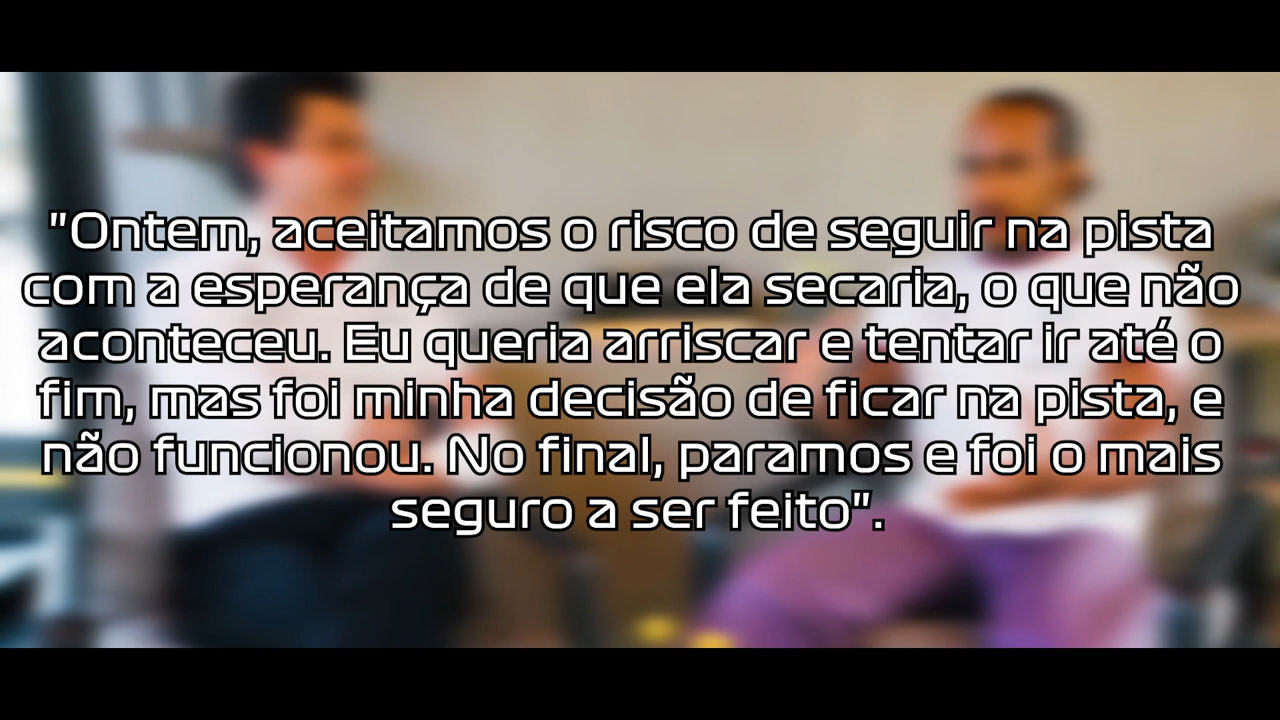 "Ontem, aceitamos o risco de seguir na pista
com a esperança de que ela secaria, o que não
aconteceu. Eu queria arriscar e tentar ir até o
fim, mas foi minha decisão de ficar na pista, e
não funcionou. No final, paramos e foi o mais
seguro a ser feito".